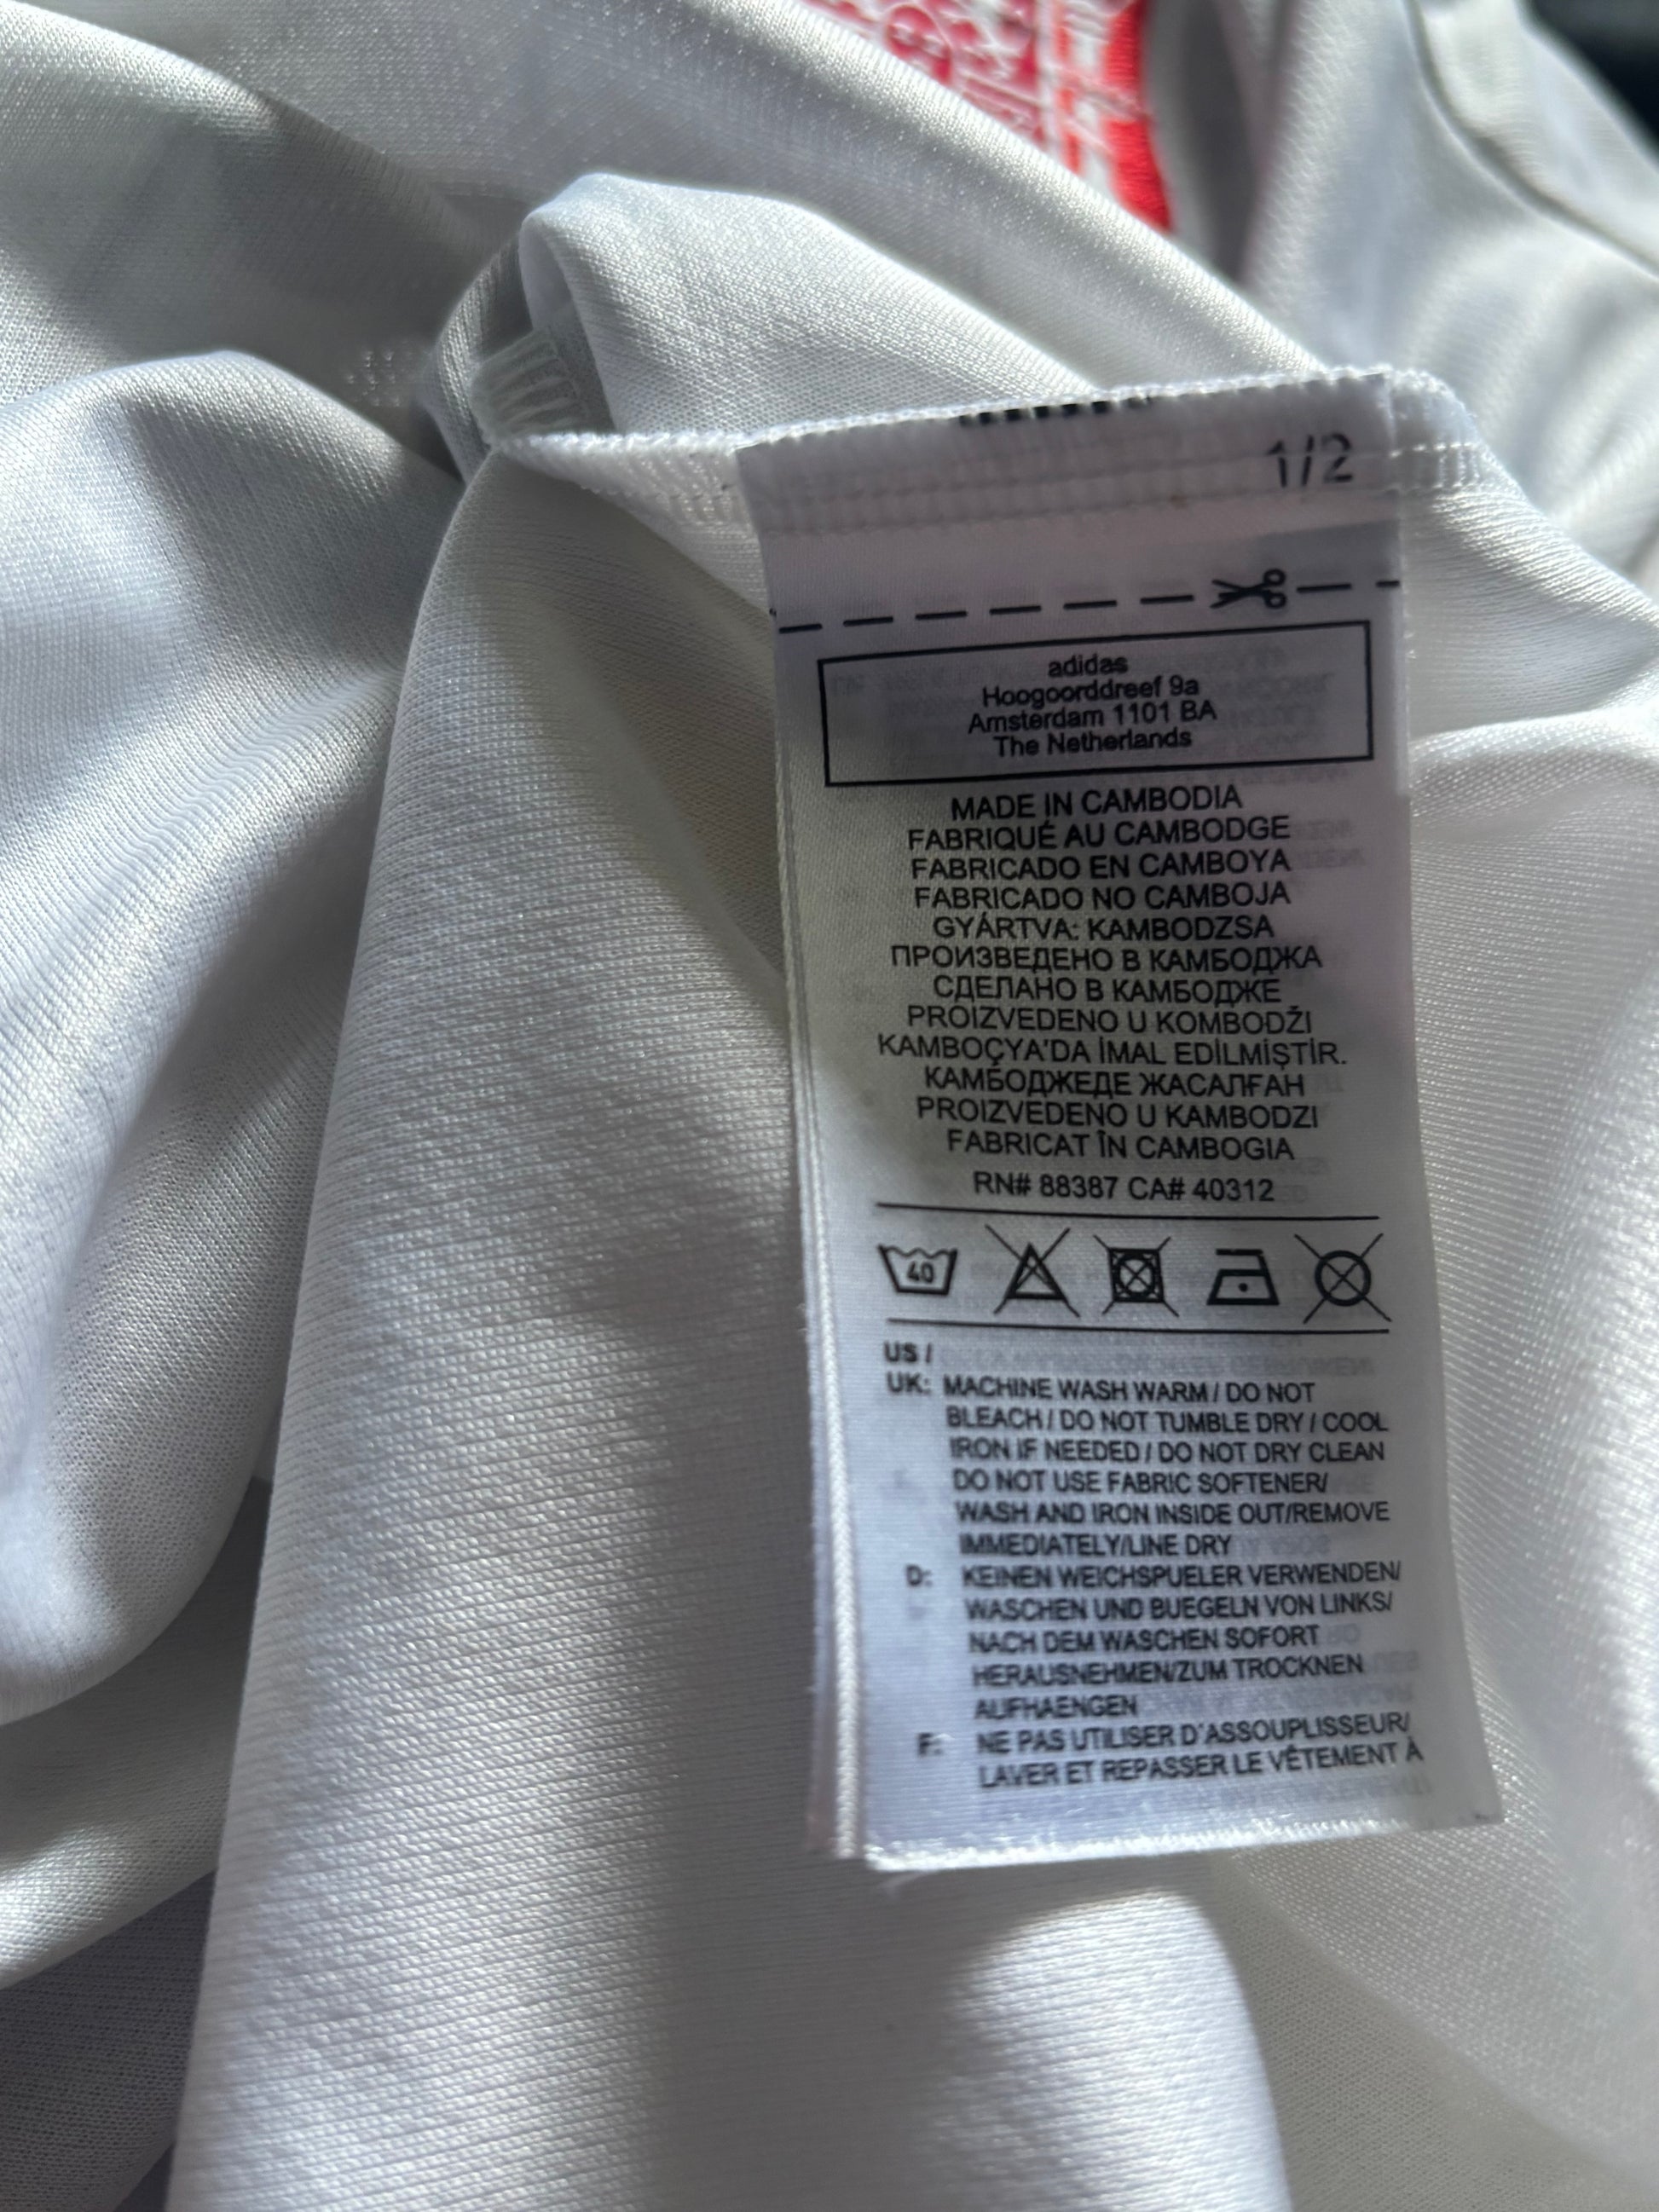 1/2
adidas
Hoogoorddreef 9a
Amsterdam 1101 BA
The Netherlands
MADE IN CAMBODIA
FABRIQUÉ AU CAMBODGE
FABRICADO EN CAMBOYA
FABRICADO NO CAMBOJA
GYÁRTVA: KAMBODZSA
ПРОИЗВЕДЕНО В КАМБОДЖА
СДЕЛАНО В КАМБОДЖЕ
PROIZVEDENO U KOMBODŽI
KAMBOÇYA'DA İMAL EDİLMİŞTİR.
КАМБОДЖЕДЕ ЖАСАЛҒАН
PROIZVEDENO U KAMBODZI
FABRICAT ÎN CAMBOGIA
RN# 88387 CA# 40312
40
US /
UK: MACHINE WASH WARM / DO NOT
BLEACH / DO NOT TUMBLE DRY / COOL
IRON IF NEEDED / DO NOT DRY CLEAN
DO NOT USE FABRIC SOFTENER/
WASH AND IRON INSIDE OUT/REMOVE
IMMEDIATELY/LINE DRY
D: KEINEN WEICHSPUELER VERWENDEN/
WASCHEN UND BUEGELN VON LINKS/
NACH DEM WASCHEN SOFORT
HERAUSNEHMEN/ZUM TROCKNEN
AUFHAENGEN
F: NE PAS UTILISER D'ASSOUPLISSEUR/
LAVER ET REPASSER LE VÊTEMENT À